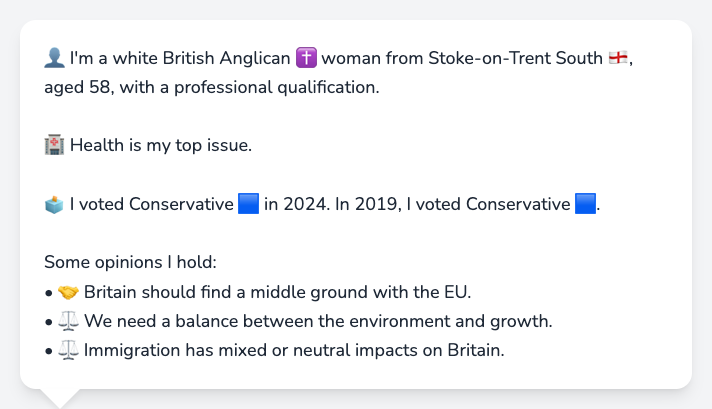 👤 I'm a white British Anglican ✝️ woman from Stoke-on-Trent South 🏴󠁧󠁢󠁥󠁮󠁧󠁿,
aged 58, with a professional qualification.
🏥 Health is my top issue.
🗳️ I voted Conservative 🟦 in 2024. In 2019, I voted Conservative 🟦.
Some opinions I hold:
• 🤝 Britain should find a middle ground with the EU.
• ⚖️ We need a balance between the environment and growth.
• ⚖️ Immigration has mixed or neutral impacts on Britain.